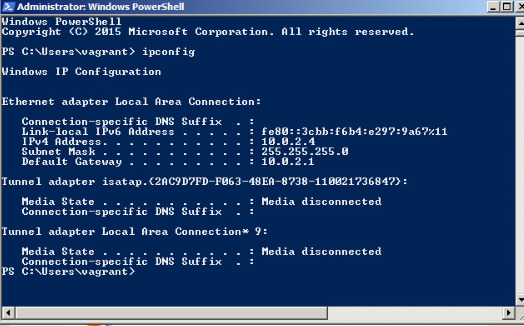 Administrator: Windows PowerShell
Windows PowerShell
Copyright (C) 2015 Microsoft Corporation. All rights reserved.
PS C:\Users\vagrant> ipconfig
Windows IP Configuration
Ethernet adapter Local Area Connection:
Connection-specific DNS Suffix  . :
Link-local IPv6 Address . . . . . : fe80::3cbb:f6b4:e297:9a67%11
IPv4 Address. . . . . . . . . . . : 10.0.2.4
Subnet Mask . . . . . . . . . . . : 255.255.255.0
Default Gateway . . . . . . . . . : 10.0.2.1
Tunnel adapter isatap.{2AC9D7FD-F063-48EA-8738-110021736847}:
Media State . . . . . . . . . . . : Media disconnected
Connection-specific DNS Suffix  . :
Tunnel adapter Local Area Connection* 9:
Media State . . . . . . . . . . . : Media disconnected
Connection-specific DNS Suffix  . :
PS C:\Users\vagrant>